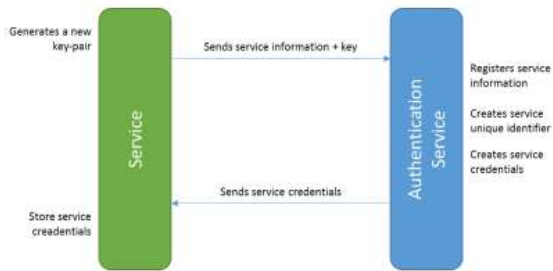 Generates a new
key-pair
Sends service information + key
Service
Authentication
Service
Registers service
information
Creates service
unique identifier
Creates service
credentials
Sends service credentials
Store service
creadentials